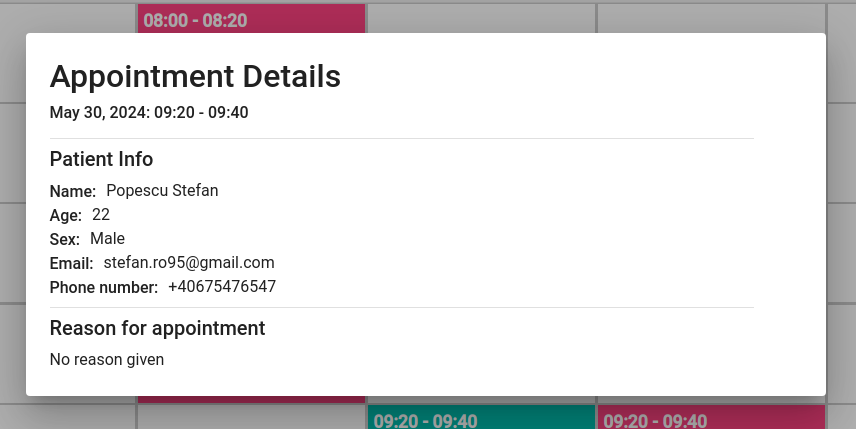 08:00 - 08:20
Appointment Details
May 30, 2024: 09:20 - 09:40
Patient Info
Name: Popescu Stefan
Age: 22
Sex: Male
Email: stefan.ro95@gmail.com
Phone number: +40675476547
Reason for appointment
No reason given
09:20 - 09:40 09:20 - 09:40